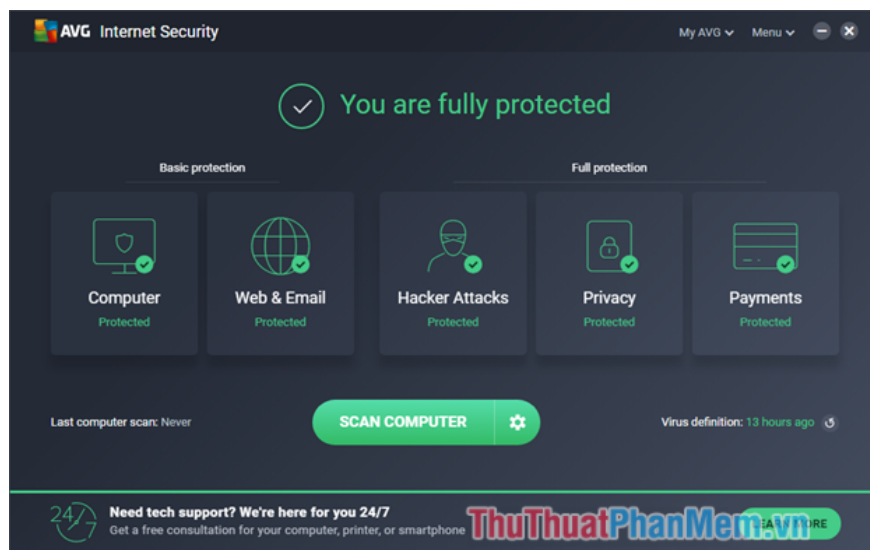 AVG Internet Security
My AVG
Menu
You are fully protected
Basic protection
Full protection
Computer
Protected
Web & Email
Protected
Hacker Attacks
Protected
Privacy
Protected
Payments
Protected
Last computer scan: Never
SCAN COMPUTER
Virus definition: 13 hours ago
24/7
Need tech support? We're here for you 24/7
Get a free consultation for your computer, printer, or smartphone
ThuThuatPhanMem.vn
LEARN MORE